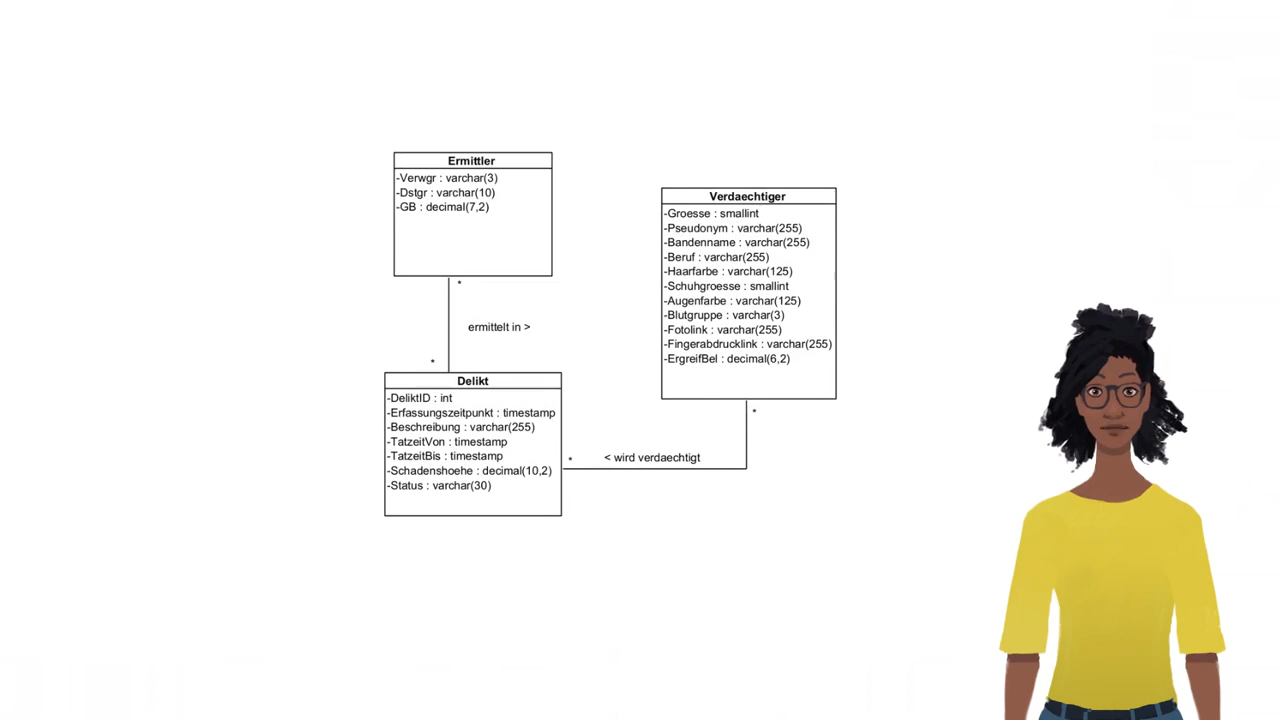 Ermittler
-Verwgr : varchar(3)
-Dstgr : varchar(10)
-GB : decimal(7,2)
*
ermittelt in >
*
Delikt
-DeliktID : int
-Erfassungszeitpunkt : timestamp
-Beschreibung : varchar(255)
-TatzeitVon : timestamp
-TatzeitBis : timestamp
-Schadenshoehe : decimal(10,2)
-Status : varchar(30)
Verdaechtiger
-Groesse : smallint
-Pseudonym : varchar(255)
-Bandenname : varchar(255)
-Beruf : varchar(255)
-Haarfarbe : varchar(125)
-Schuhgroesse : smallint
-Augenfarbe : varchar(125)
-Blutgruppe : varchar(3)
-Fotolink : varchar(255)
-Fingerabdrucklink : varchar(255)
-ErgreifBel : decimal(6,2)
*
* < wird verdaechtigt